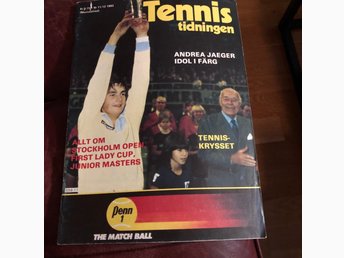 Tennis
tidningen
ANDREA JAEGER
IDOL I FÄRG
ALLT OM
STOCKHOLM OPEN,
FIRST LADY CUP,
JUNIOR MASTERS
TENNIS-
KRYSSET
Penn
1
THE MATCH BALL